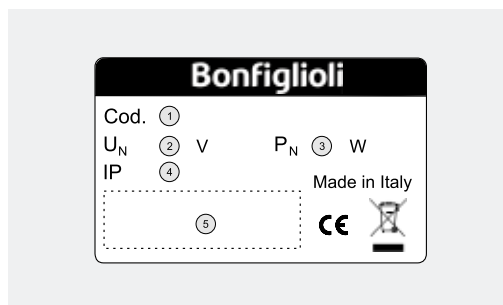 Bonfiglioli
Cod. 1
UN 2 V PN 3 W
IP 4
Made in Italy
5
CE